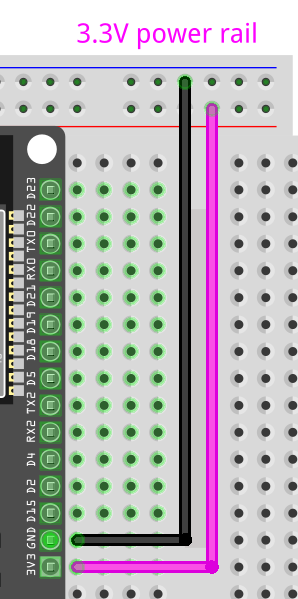 3.3V power rail
D23
D22
TX0
RX0
D21
D19
D18
D5
TX2
RX2
D4
D2
D15
GND
3V3